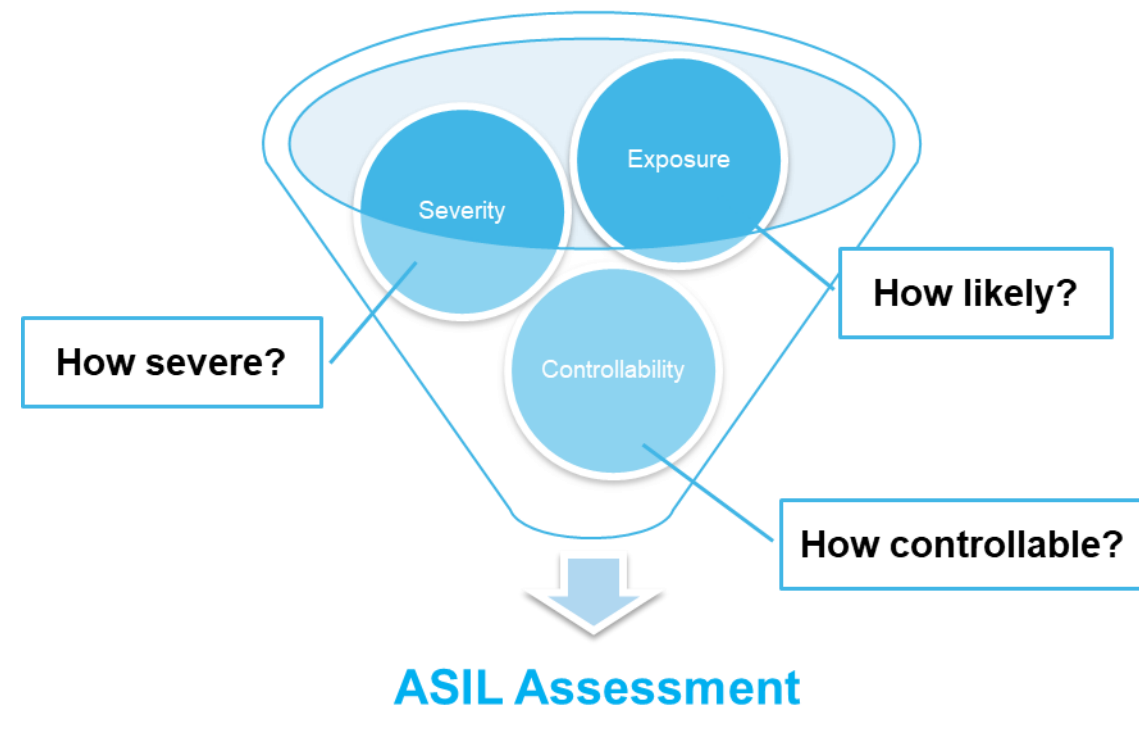 Exposure
Severity
How likely?
How severe?
Controllability
How controllable?
ASIL Assessment